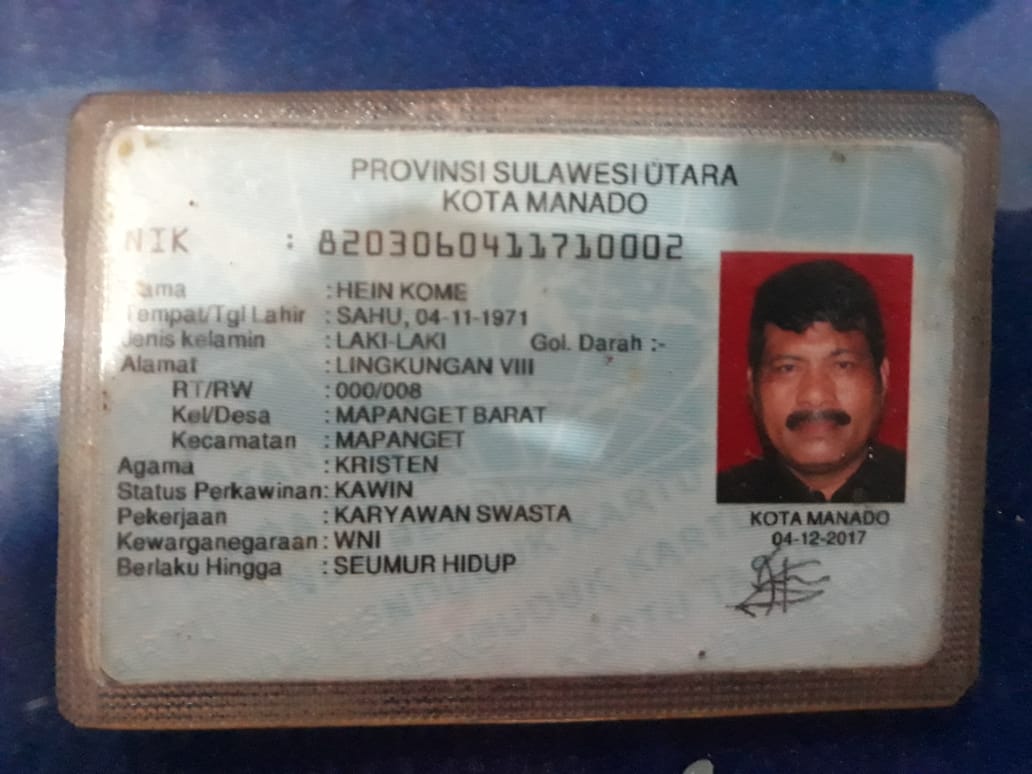 PROVINSI SULAWESI UTARA
KOTA MANADO
NIK : 8203060411710002
Nama : HEIN KOME
Tempat/Tgl Lahir : SAHU, 04-11-1971
Jenis kelamin : LAKI-LAKI Gol. Darah :-
Alamat : LINGKUNGAN VIII
RT/RW : 000/008
Kel/Desa : MAPANGET BARAT
Kecamatan : MAPANGET
Agama : KRISTEN
Status Perkawinan: KAWIN
Pekerjaan : KARYAWAN SWASTA
Kewarganegaraan : WNI
Berlaku Hingga : SEUMUR HIDUP
KOTA MANADO
04-12-2017